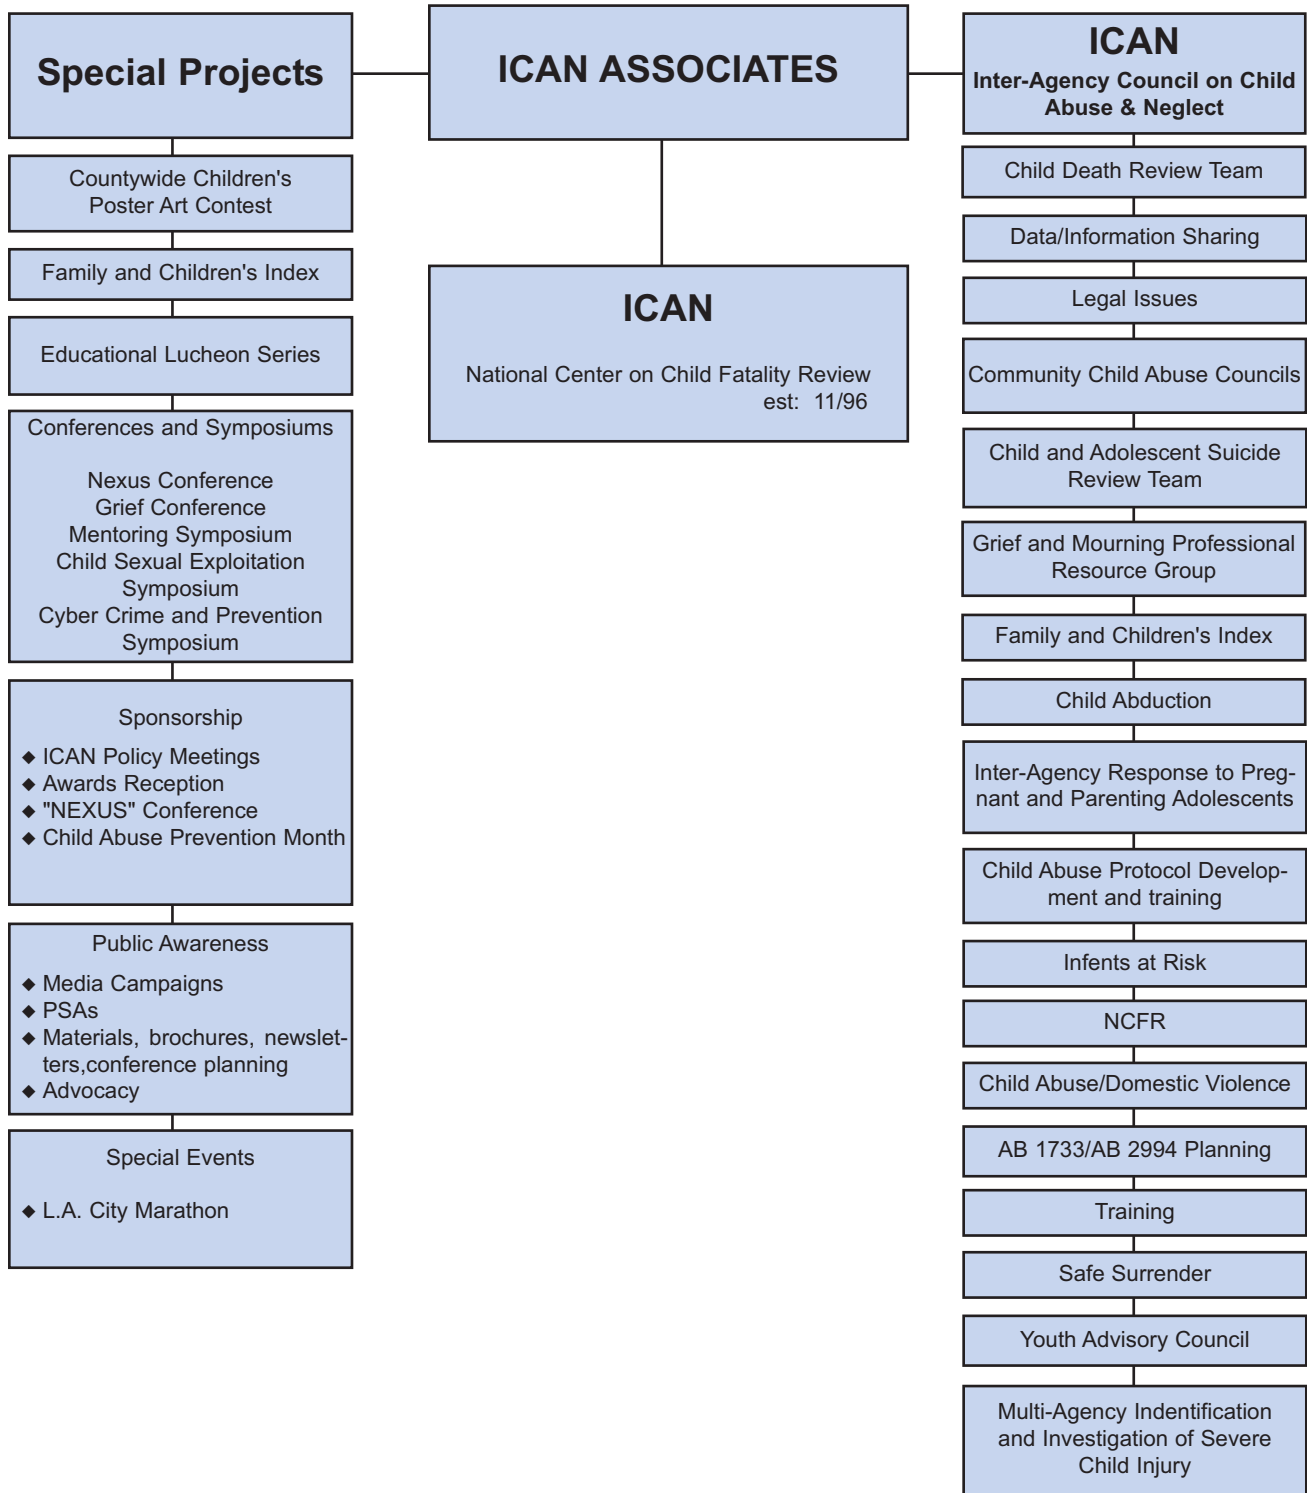 Special Projects
Countywide Children's
Poster Art Contest
Family and Children's Index
Educational Lucheon Series
Conferences and Symposiums
Nexus Conference
Grief Conference
Mentoring Symposium
Child Sexual Exploitation
Symposium
Cyber Crime and Prevention
Symposium
Sponsorship
◆ ICAN Policy Meetings
◆ Awards Reception
◆ "NEXUS" Conference
◆ Child Abuse Prevention Month
Public Awareness
◆ Media Campaigns
◆ PSAs
◆ Materials, brochures, newslet-
ters,conference planning
◆ Advocacy
Special Events
◆ L.A. City Marathon
ICAN ASSOCIATES
ICAN
National Center on Child Fatality Review
est: 11/96
ICAN
Inter-Agency Council on Child
Abuse & Neglect
Child Death Review Team
Data/Information Sharing
Legal Issues
Community Child Abuse Councils
Child and Adolescent Suicide
Review Team
Grief and Mourning Professional
Resource Group
Family and Children's Index
Child Abduction
Inter-Agency Response to Preg-
nant and Parenting Adolescents
Child Abuse Protocol Develop-
ment and training
Infents at Risk
NCFR
Child Abuse/Domestic Violence
AB 1733/AB 2994 Planning
Training
Safe Surrender
Youth Advisory Council
Multi-Agency Indentification
and Investigation of Severe
Child Injury